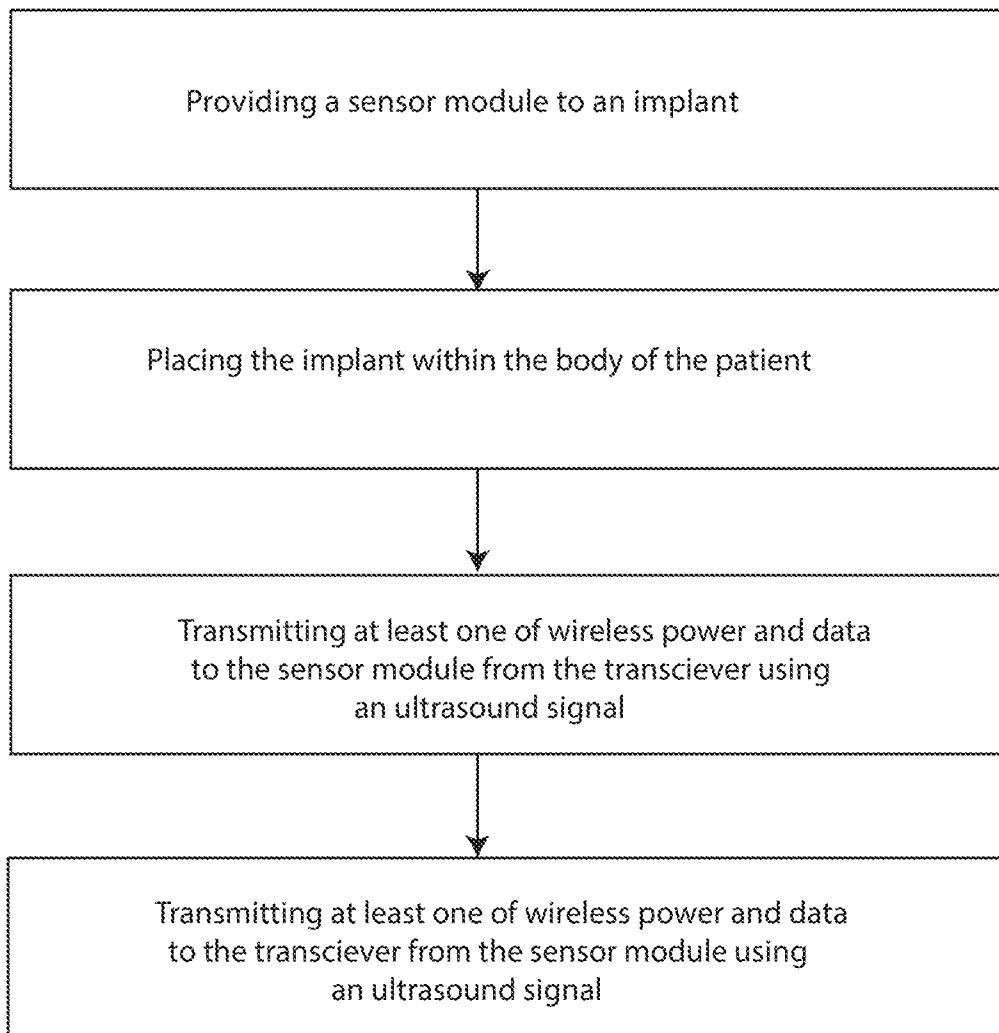 Providing a sensor module to an implant
Placing the implant within the body of the patient
Transmitting at least one of wireless power and data
to the sensor module from the transciever using
an ultrasound signal
Transmitting at least one of wireless power and data
to the transciever from the sensor module using
an ultrasound signal